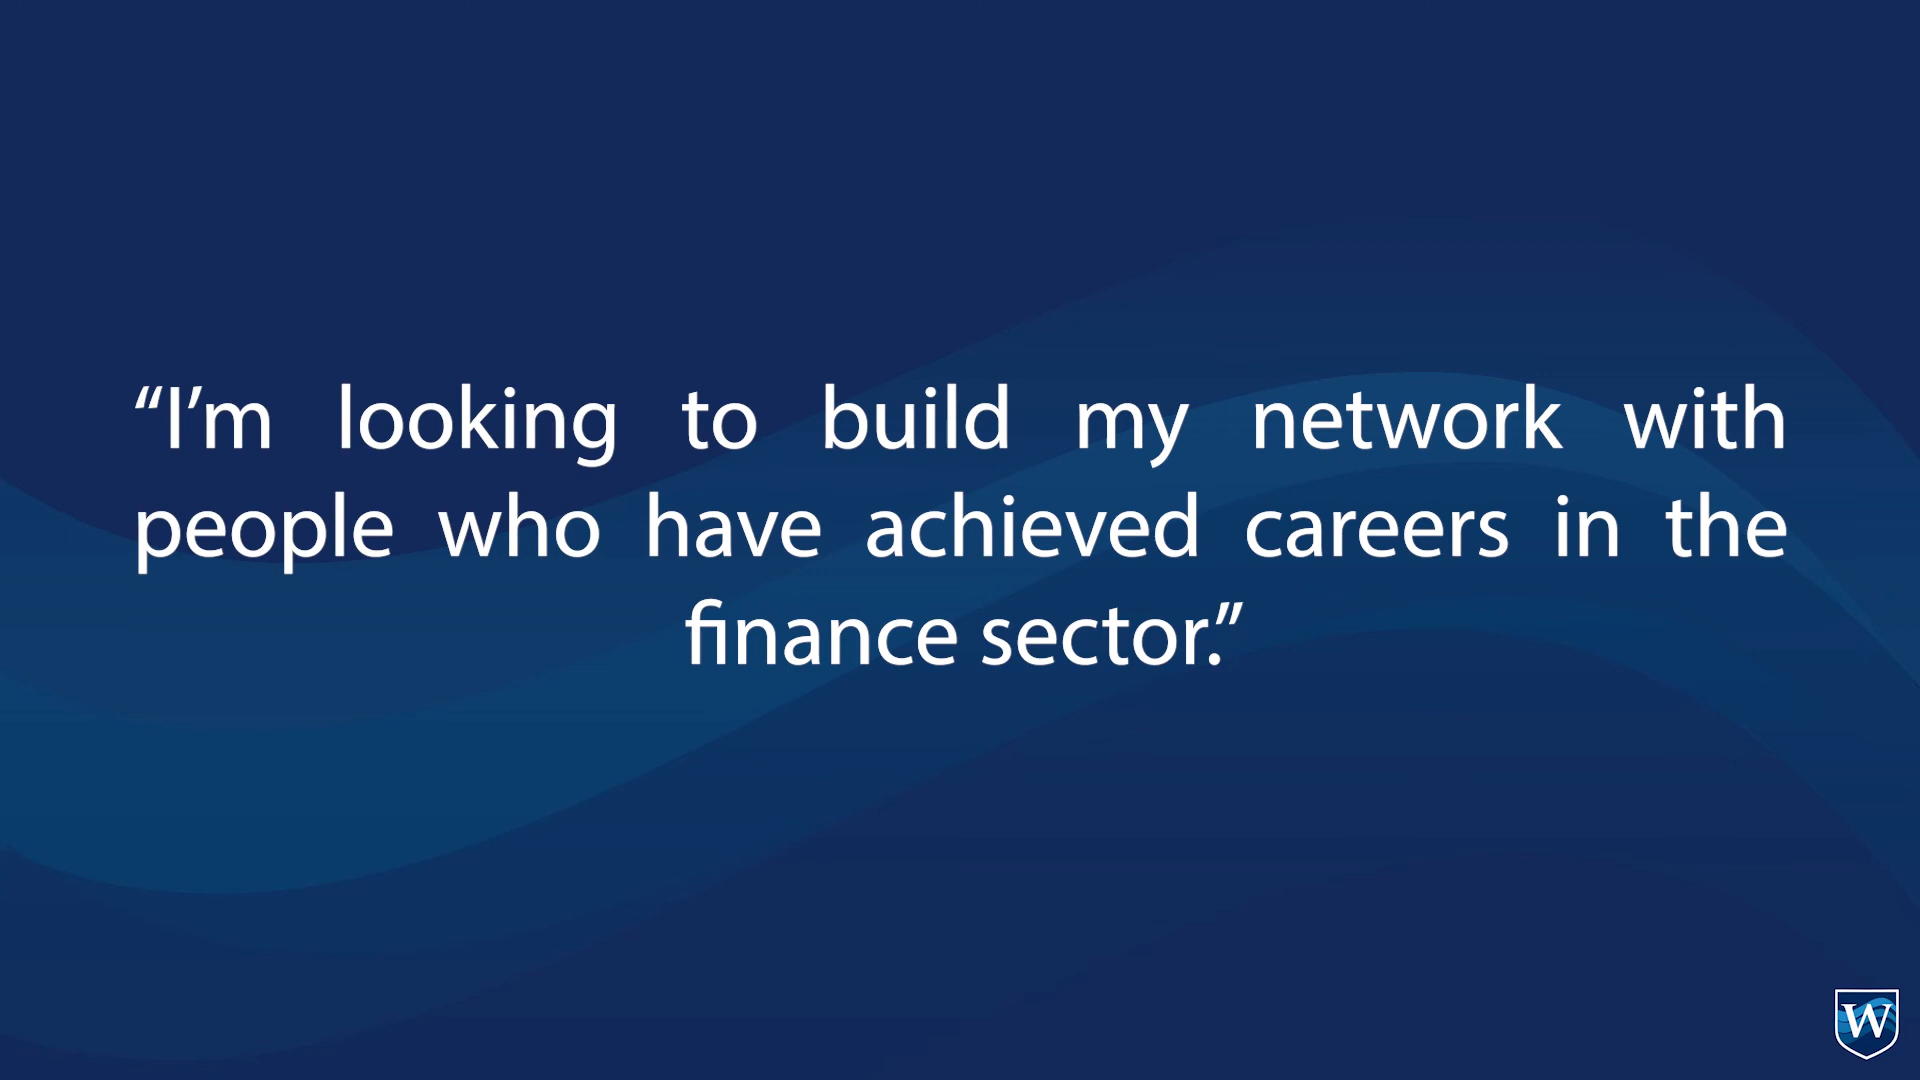 “I’m looking to build my network with
people who have achieved careers in the
finance sector.”
W